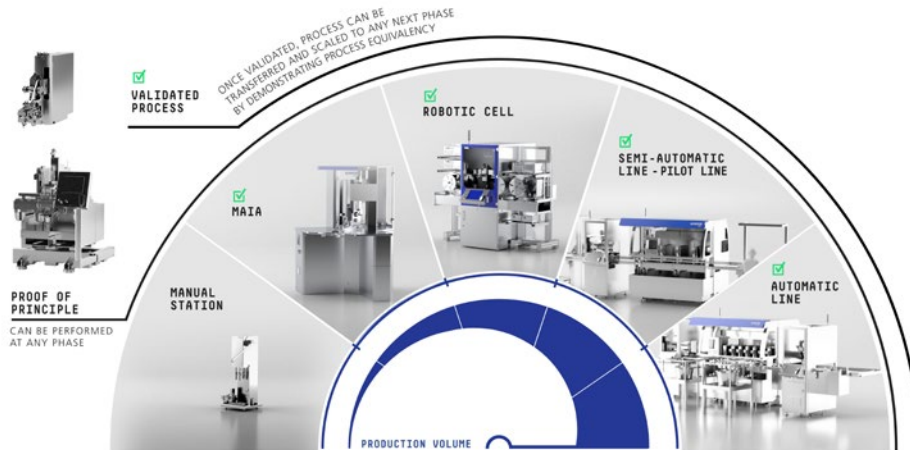 VALIDATED
PROCESS
ONCE VALIDATED, PROCESS CAN BE
TRANSFERRED AND SCALED TO ANY NEXT PHASE
BY DEMONSTRATING PROCESS EQUIVALENCY
PROOF OF
PRINCIPLE
CAN BE PERFORMED
AT ANY PHASE
MANUAL
STATION
MAIA
ROBOTIC CELL
SEMI-AUTOMATIC
LINE - PILOT LINE
AUTOMATIC
LINE
PRODUCTION VOLUME